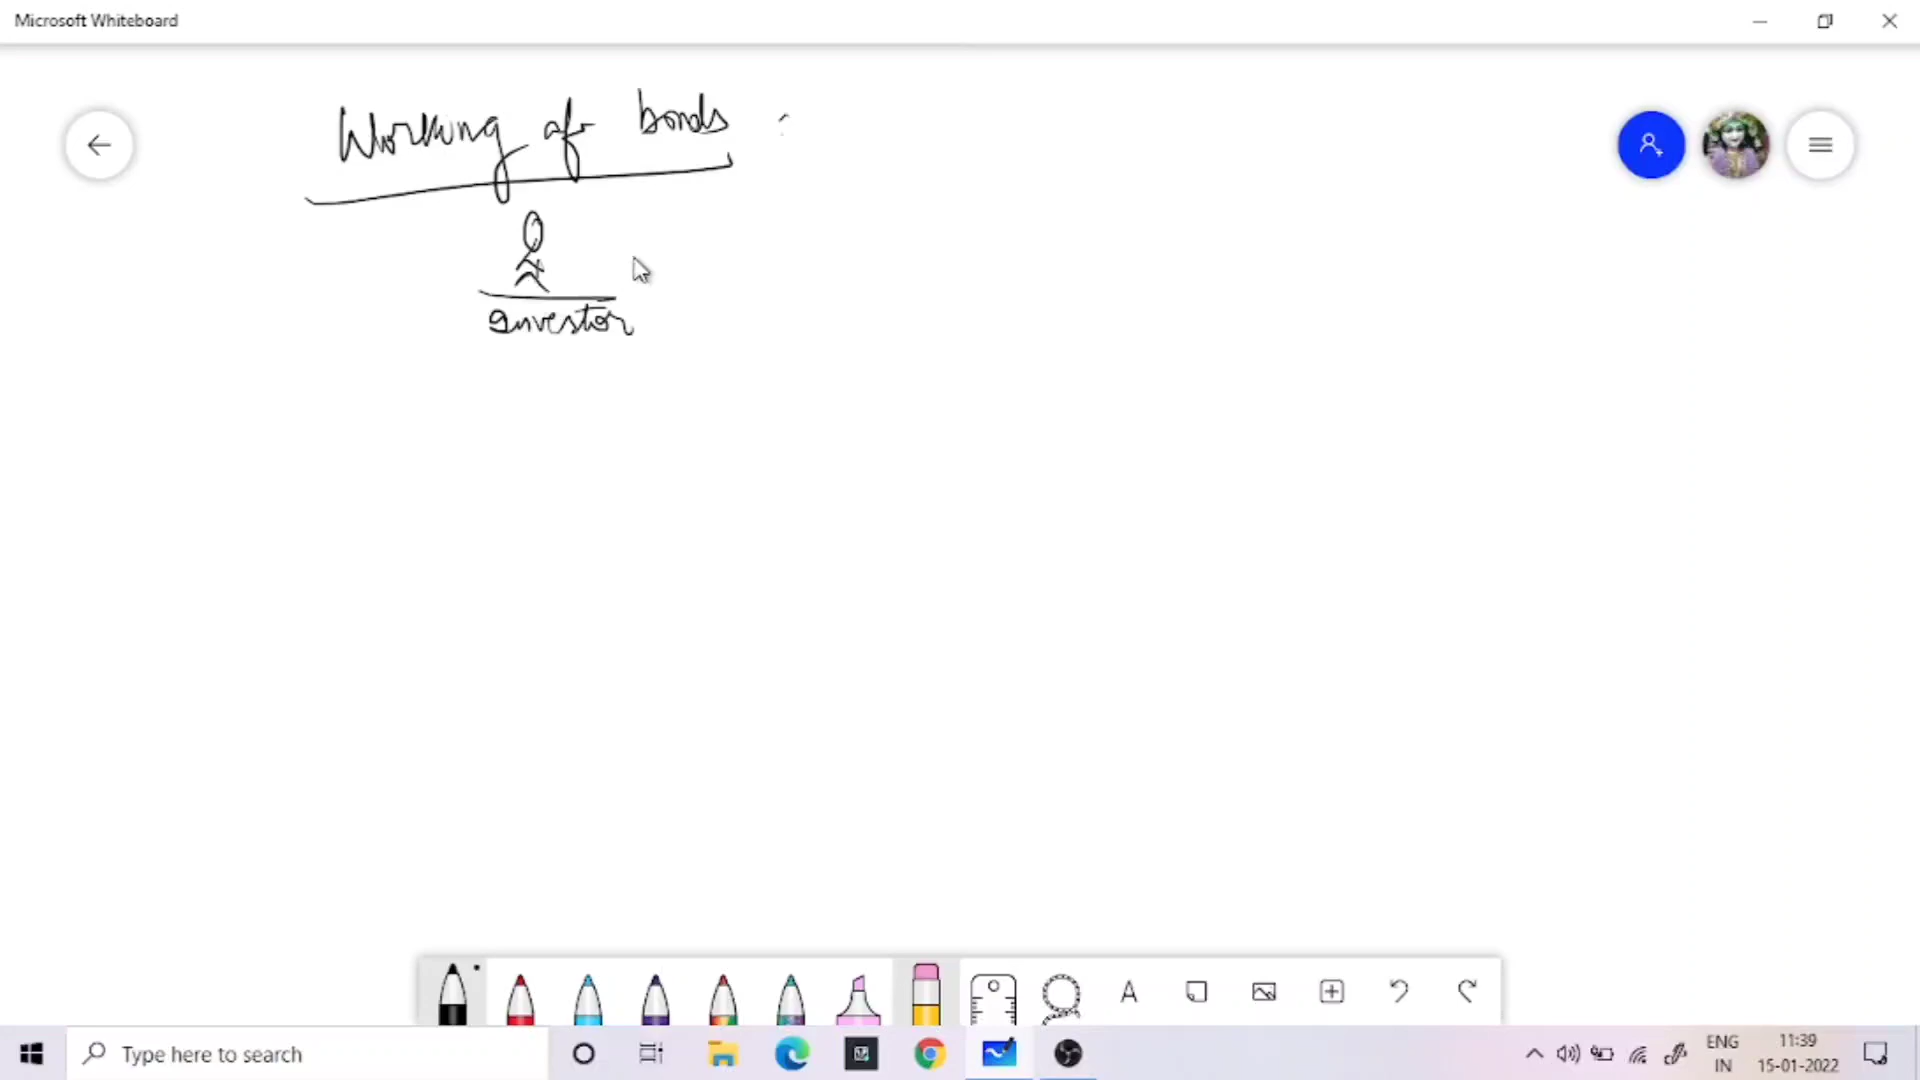 Microsoft Whiteboard
Working of bonds :
Investor
A
Type here to search
ENG
IN
11:39
15-01-2022